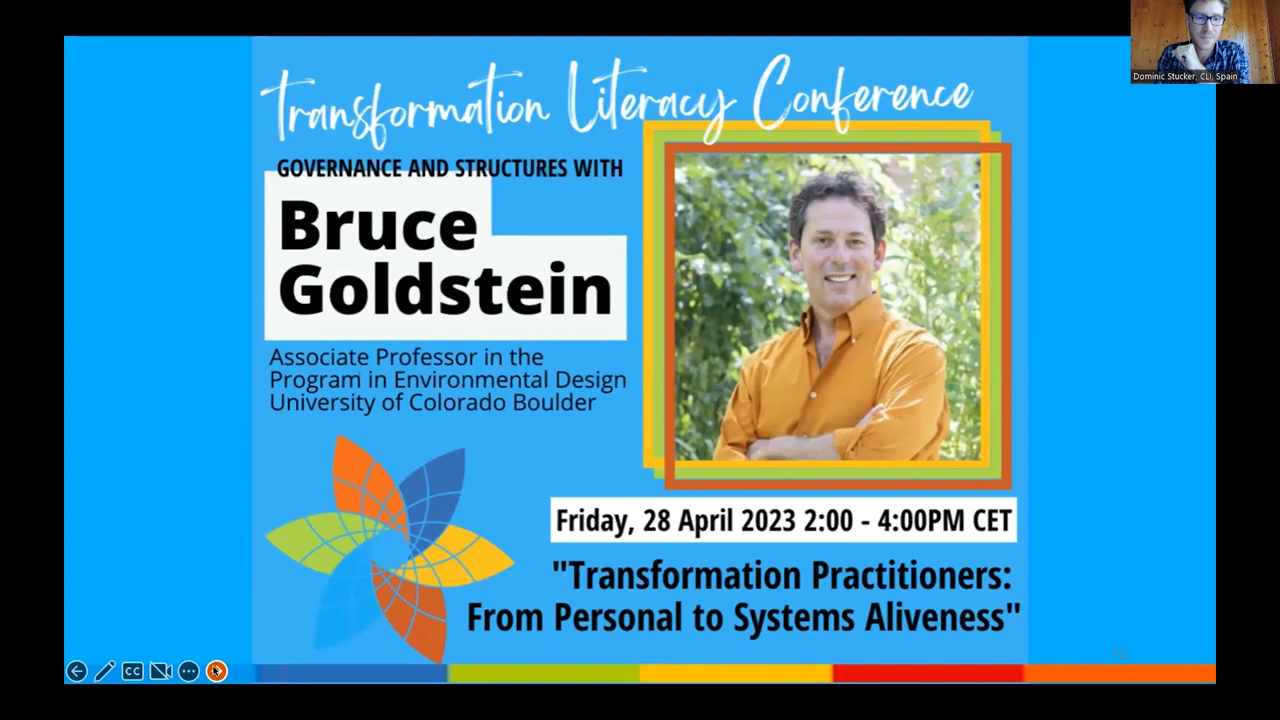 Dominic Stucker, CLI, Spain
Transformation Literacy Conference
GOVERNANCE AND STRUCTURES WITH
Bruce
Goldstein
Associate Professor in the
Program in Environmental Design
University of Colorado Boulder
Friday, 28 April 2023 2:00 - 4:00PM CET
"Transformation Practitioners:
From Personal to Systems Aliveness"
CC